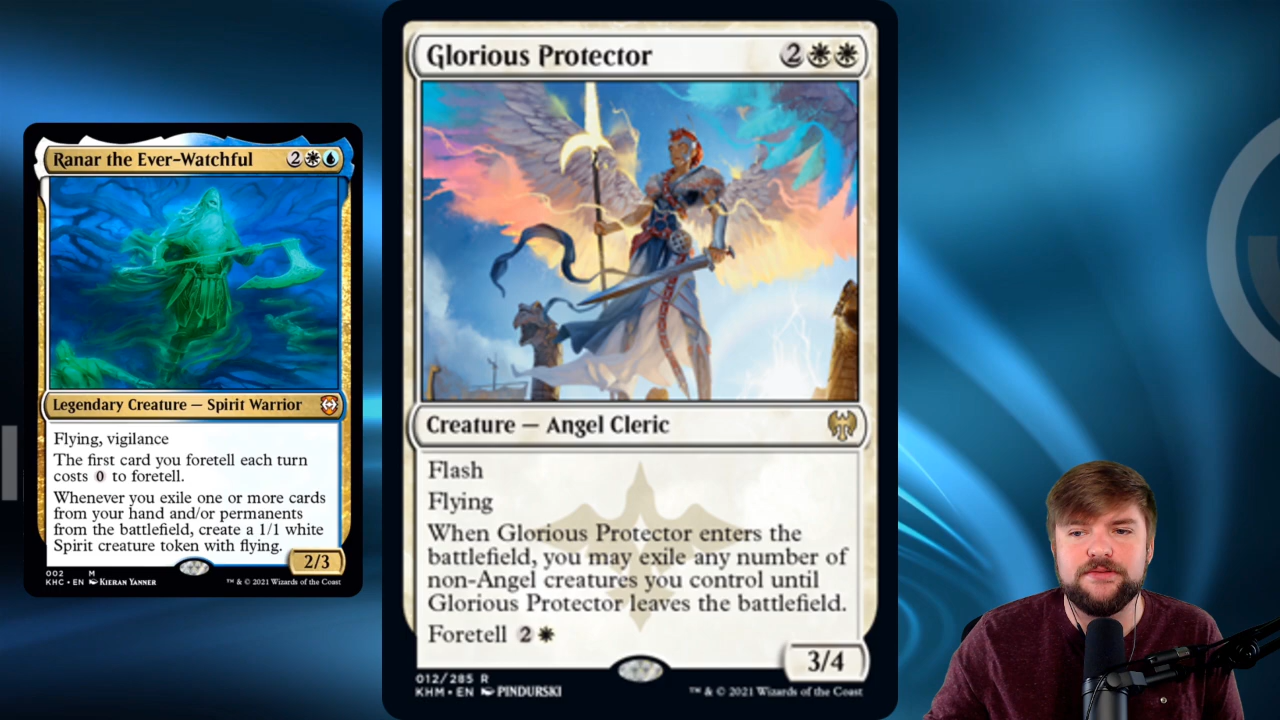 Ranar the Ever-Watchful 2
Legendary Creature — Spirit Warrior
Flying, vigilance
The first card you foretell each turn
costs 0 to foretell.
Whenever you exile one or more cards
from your hand and/or permanents
from the battlefield, create a 1/1 white
Spirit creature token with flying.
2/3
002 M
KHC • EN KIERAN YANNER
™ & © 2021 Wizards of the Coast
Glorious Protector 2
Creature — Angel Cleric
Flash
Flying
When Glorious Protector enters the
battlefield, you may exile any number of
non-Angel creatures you control until
Glorious Protector leaves the battlefield.
Foretell 2
3/4
012/285 R
KHM • EN PINDURSKI
™ & © 2021 Wizards of the Coast